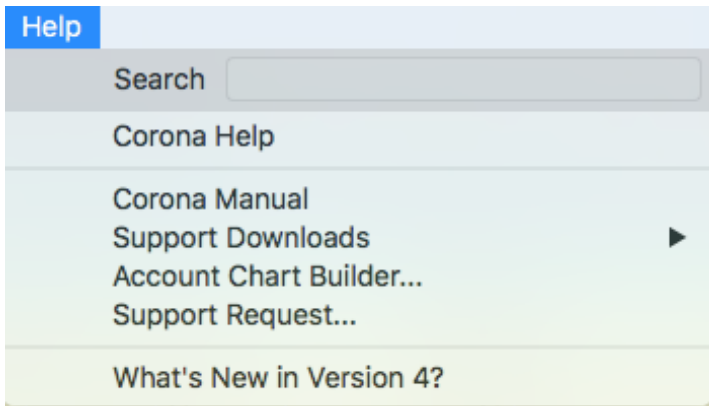 Help
Search
Corona Help
Corona Manual
Support Downloads
Account Chart Builder...
Support Request...
What's New in Version 4?